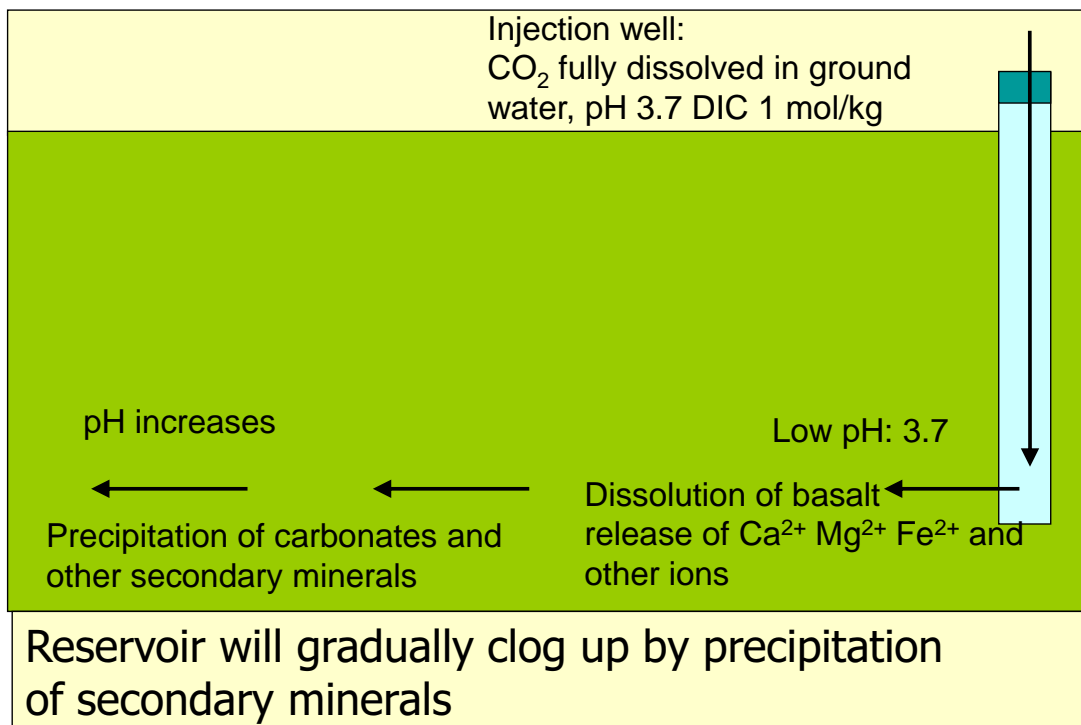 Injection well:
CO₂ fully dissolved in ground
water, pH 3.7 DIC 1 mol/kg
pH increases
Low pH: 3.7
Dissolution of basalt
release of Ca²⁺ Mg²⁺ Fe²⁺ and
other ions
Precipitation of carbonates and
other secondary minerals
Reservoir will gradually clog up by precipitation
of secondary minerals